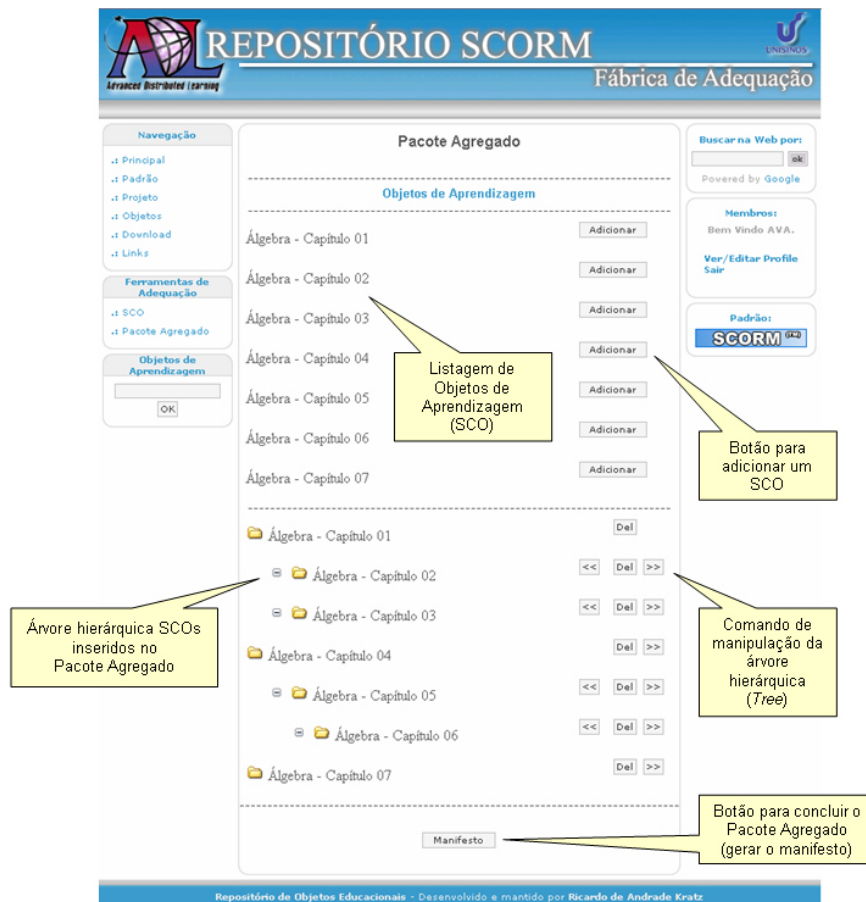 REPOSITÓRIO SCORM
UNISINOS
Advanced Distributed Learning
Fábrica de Adequação
Navegação
.: Principal
.: Padrão
.: Projeto
.: Objetos
.: Download
.: Links
Ferramentas de
Adequação
.: SCO
.: Pacote Agregado
Objetos de
Aprendizagem
OK
Pacote Agregado
Objetos de Aprendizagem
Álgebra - Capítulo 01 Adicionar
Álgebra - Capítulo 02 Adicionar
Álgebra - Capítulo 03 Adicionar
Álgebra - Capítulo 04 Adicionar
Álgebra - Capítulo 05 Adicionar
Álgebra - Capítulo 06 Adicionar
Álgebra - Capítulo 07 Adicionar
Listagem de
Objetos de
Aprendizagem
(SCO)
Álgebra - Capítulo 01 Del
Álgebra - Capítulo 02 << Del >>
Álgebra - Capítulo 03 << Del >>
Álgebra - Capítulo 04 Del >>
Álgebra - Capítulo 05 << Del >>
Álgebra - Capítulo 06 << Del >>
Álgebra - Capítulo 07 Del >>
Manifesto
Buscar na Web por:
ok
Powered by Google
Membros:
Bem Vindo AVA.
Ver/Editar Profile
Sair
Padrão:
SCORM (TM)
Botão para
adicionar um
SCO
Árvore hierárquica SCOs
inseridos no
Pacote Agregado
Comando de
manipulação da
árvore
hierárquica
(Tree)
Botão para concluir o
Pacote Agregado
(gerar o manifesto)
Repositório de Objetos Educacionais - Desenvolvido e mantido por Ricardo de Andrade Kratz